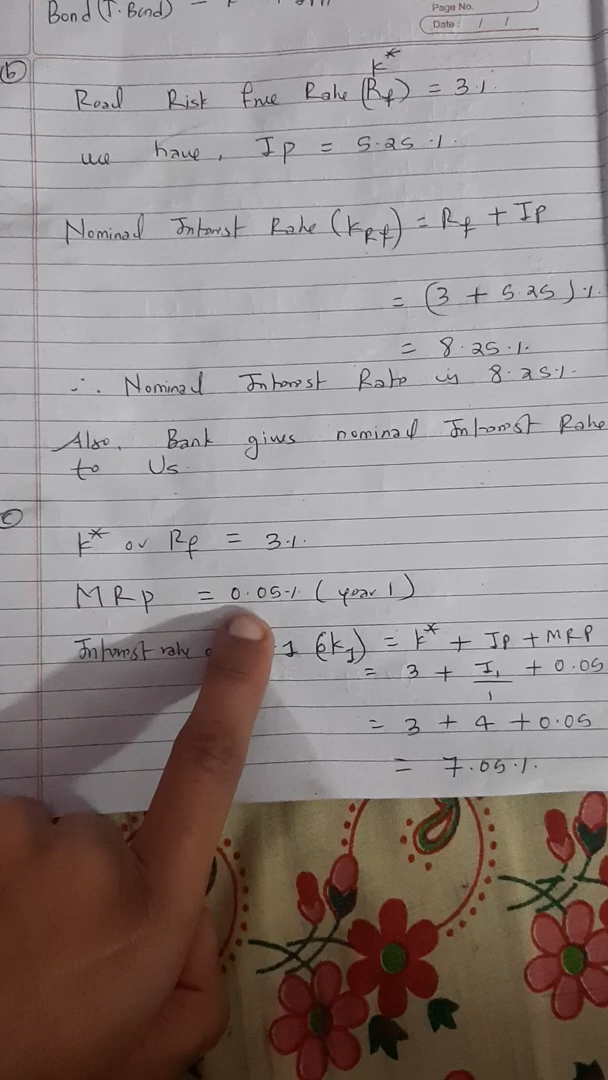 Bond (T. Bond) -
Page No.
Date: / /
(b)
Real Risk free Rate (Rf) = 3%.
k*
we have, IP = 5.25%.
Nominal Interest Rate (KRf) = Rf + IP
= (3 + 5.25)%.
= 8.25%.
∴ Nominal Interest Rate is 8.25%.
Also, Bank gives nominal Interest Rate
to Us.
(c)
k* or Rf = 3%.
MRP = 0.05% (year 1)
Interest rate 1 (k1) = k* + IP + MRP
= 3 + I1/1 + 0.05
= 3 + 4 + 0.05
= 7.05%.